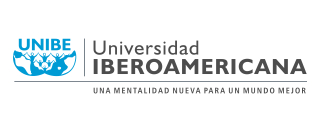 UNIBE
Universidad
IBEROAMERICANA
UNA MENTALIDAD NUEVA PARA UN MUNDO MEJOR